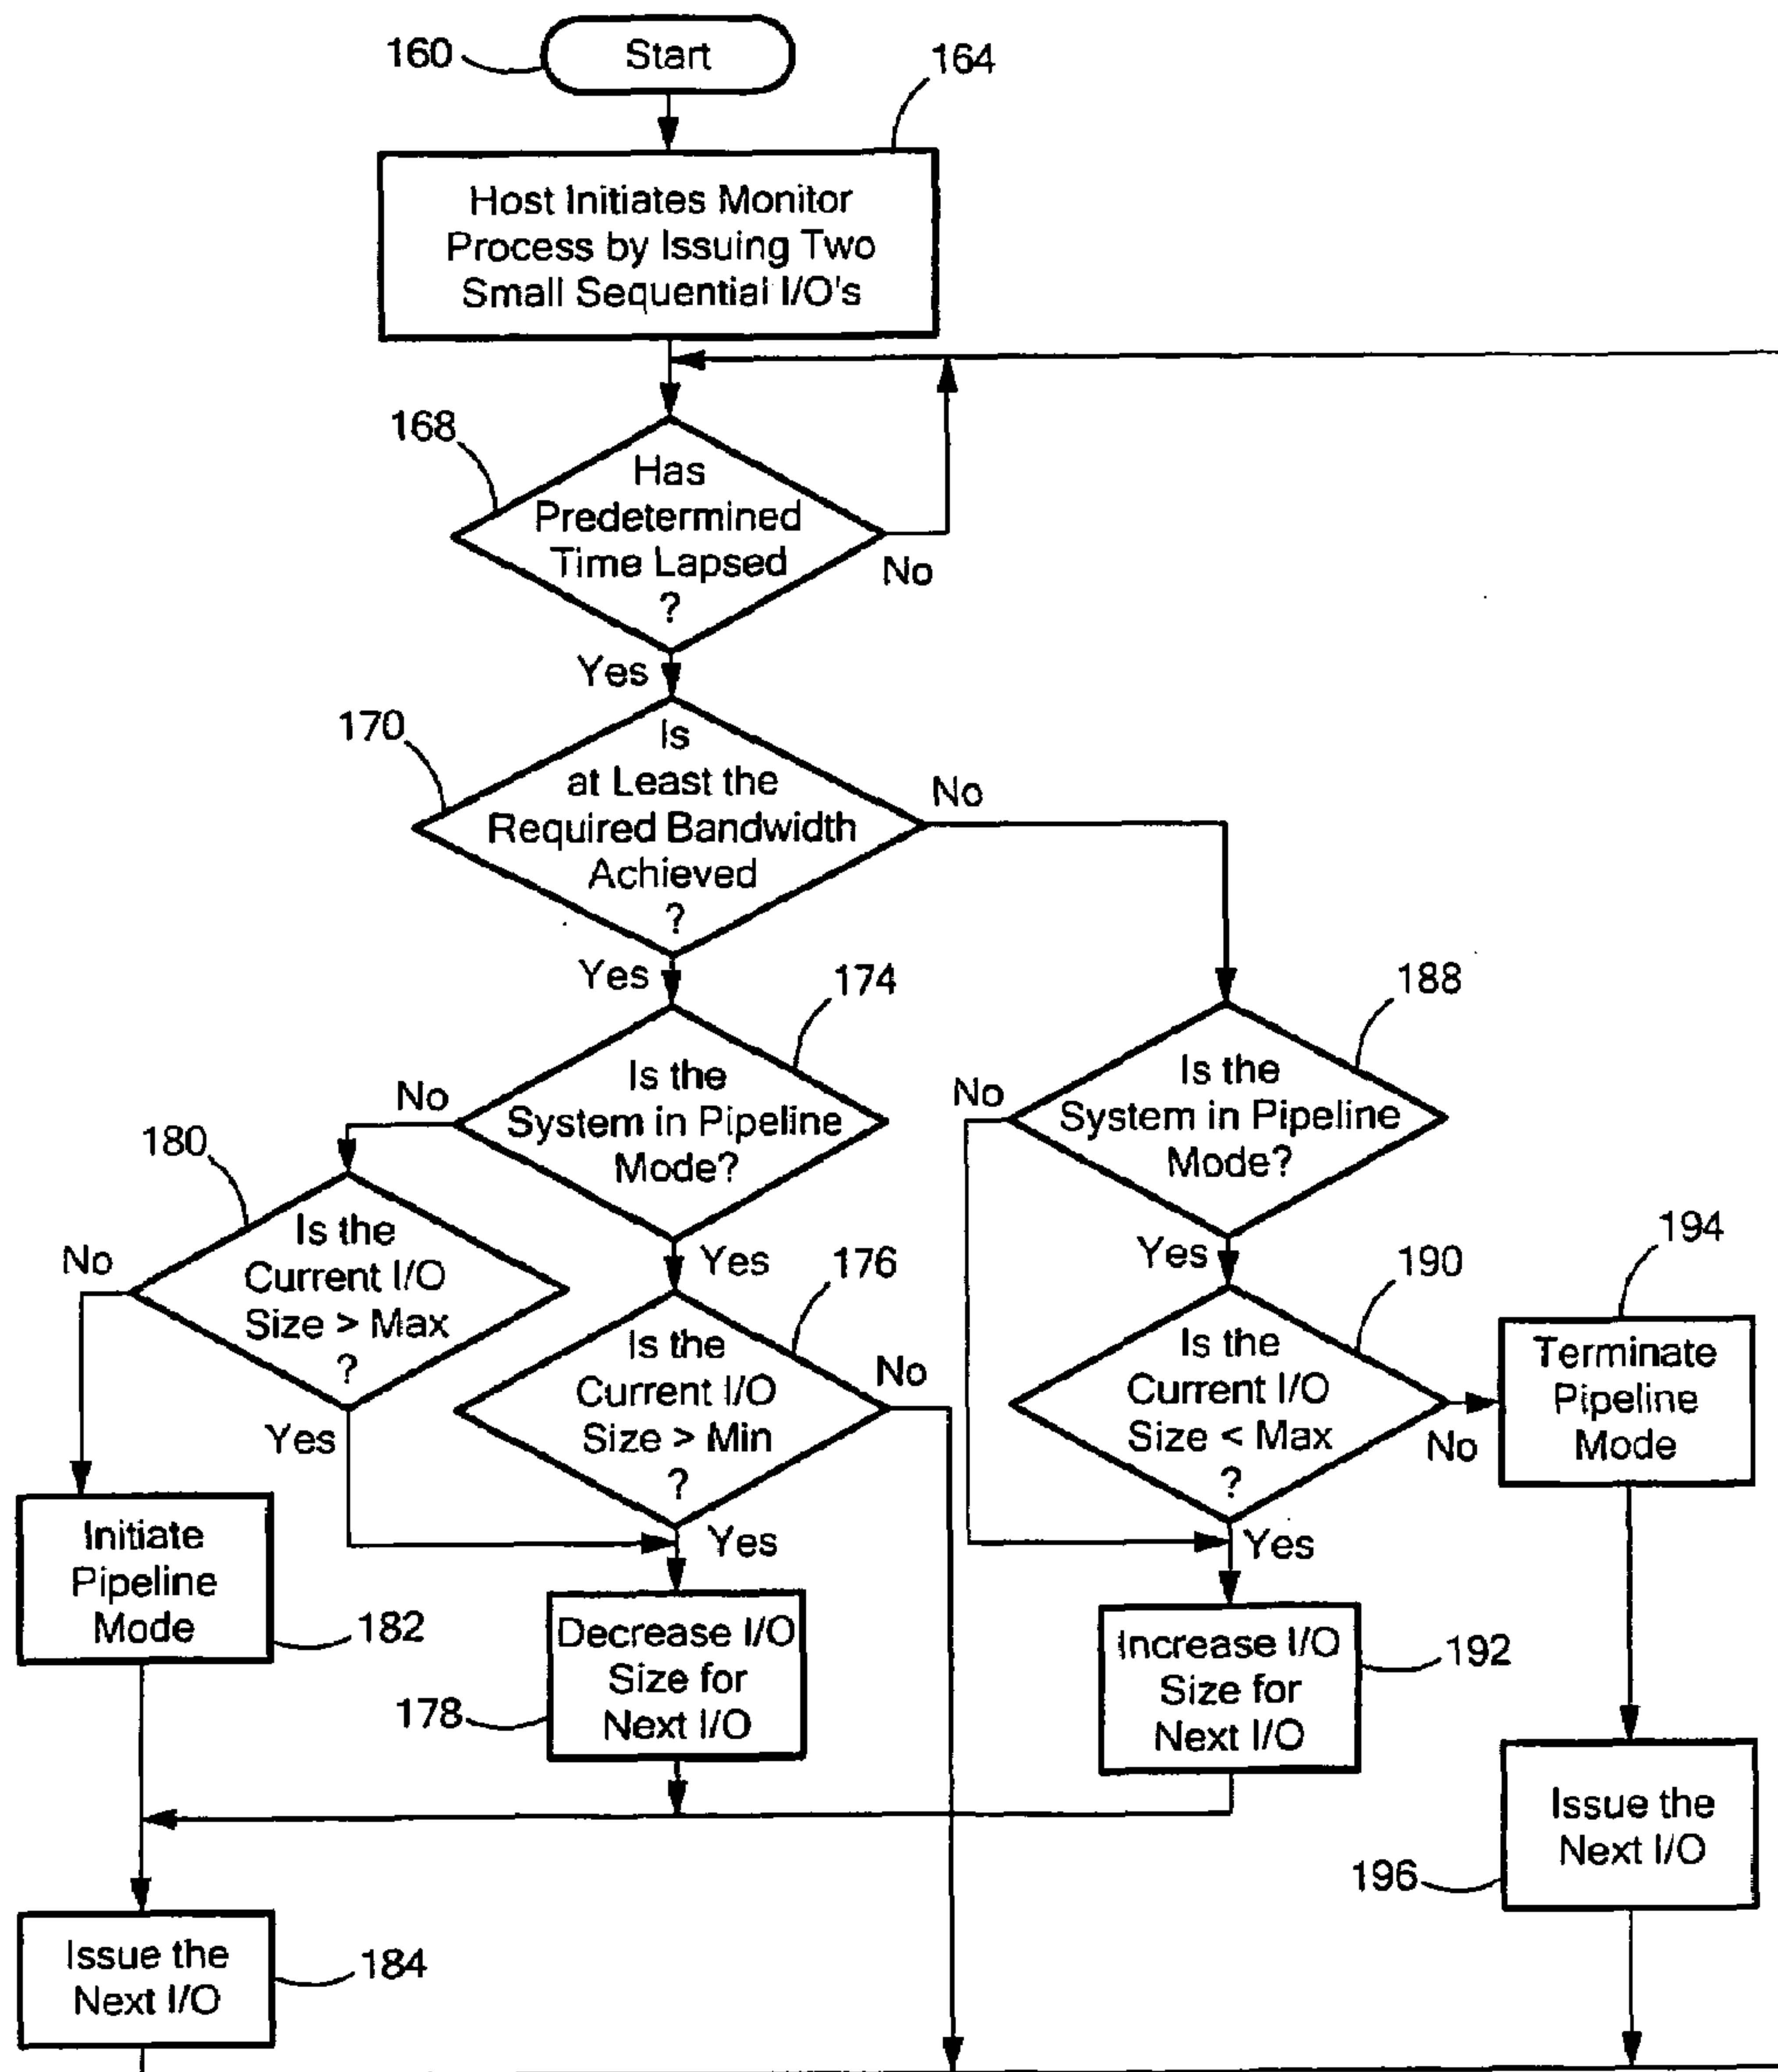 160
Start
164
Host Initiates Monitor
Process by Issuing Two
Small Sequential I/O's
168
Has
Predetermined
Time Lapsed
?
No
Yes
170
Is
at Least the
Required Bandwidth
Achieved
?
No
Yes
174
188
Is the
System in Pipeline
Mode?
No
Yes
Is the
System in Pipeline
Mode?
No
Yes
180
Is the
Current I/O
Size > Max
?
No
Yes
176
Is the
Current I/O
Size > Min
?
No
Yes
190
Is the
Current I/O
Size < Max
?
No
Yes
194
Terminate
Pipeline
Mode
Initiate
Pipeline
Mode
182
Decrease I/O
Size for
Next I/O
178
Increase I/O
Size for
Next I/O
192
Issue the
Next I/O
196
Issue the
Next I/O
184